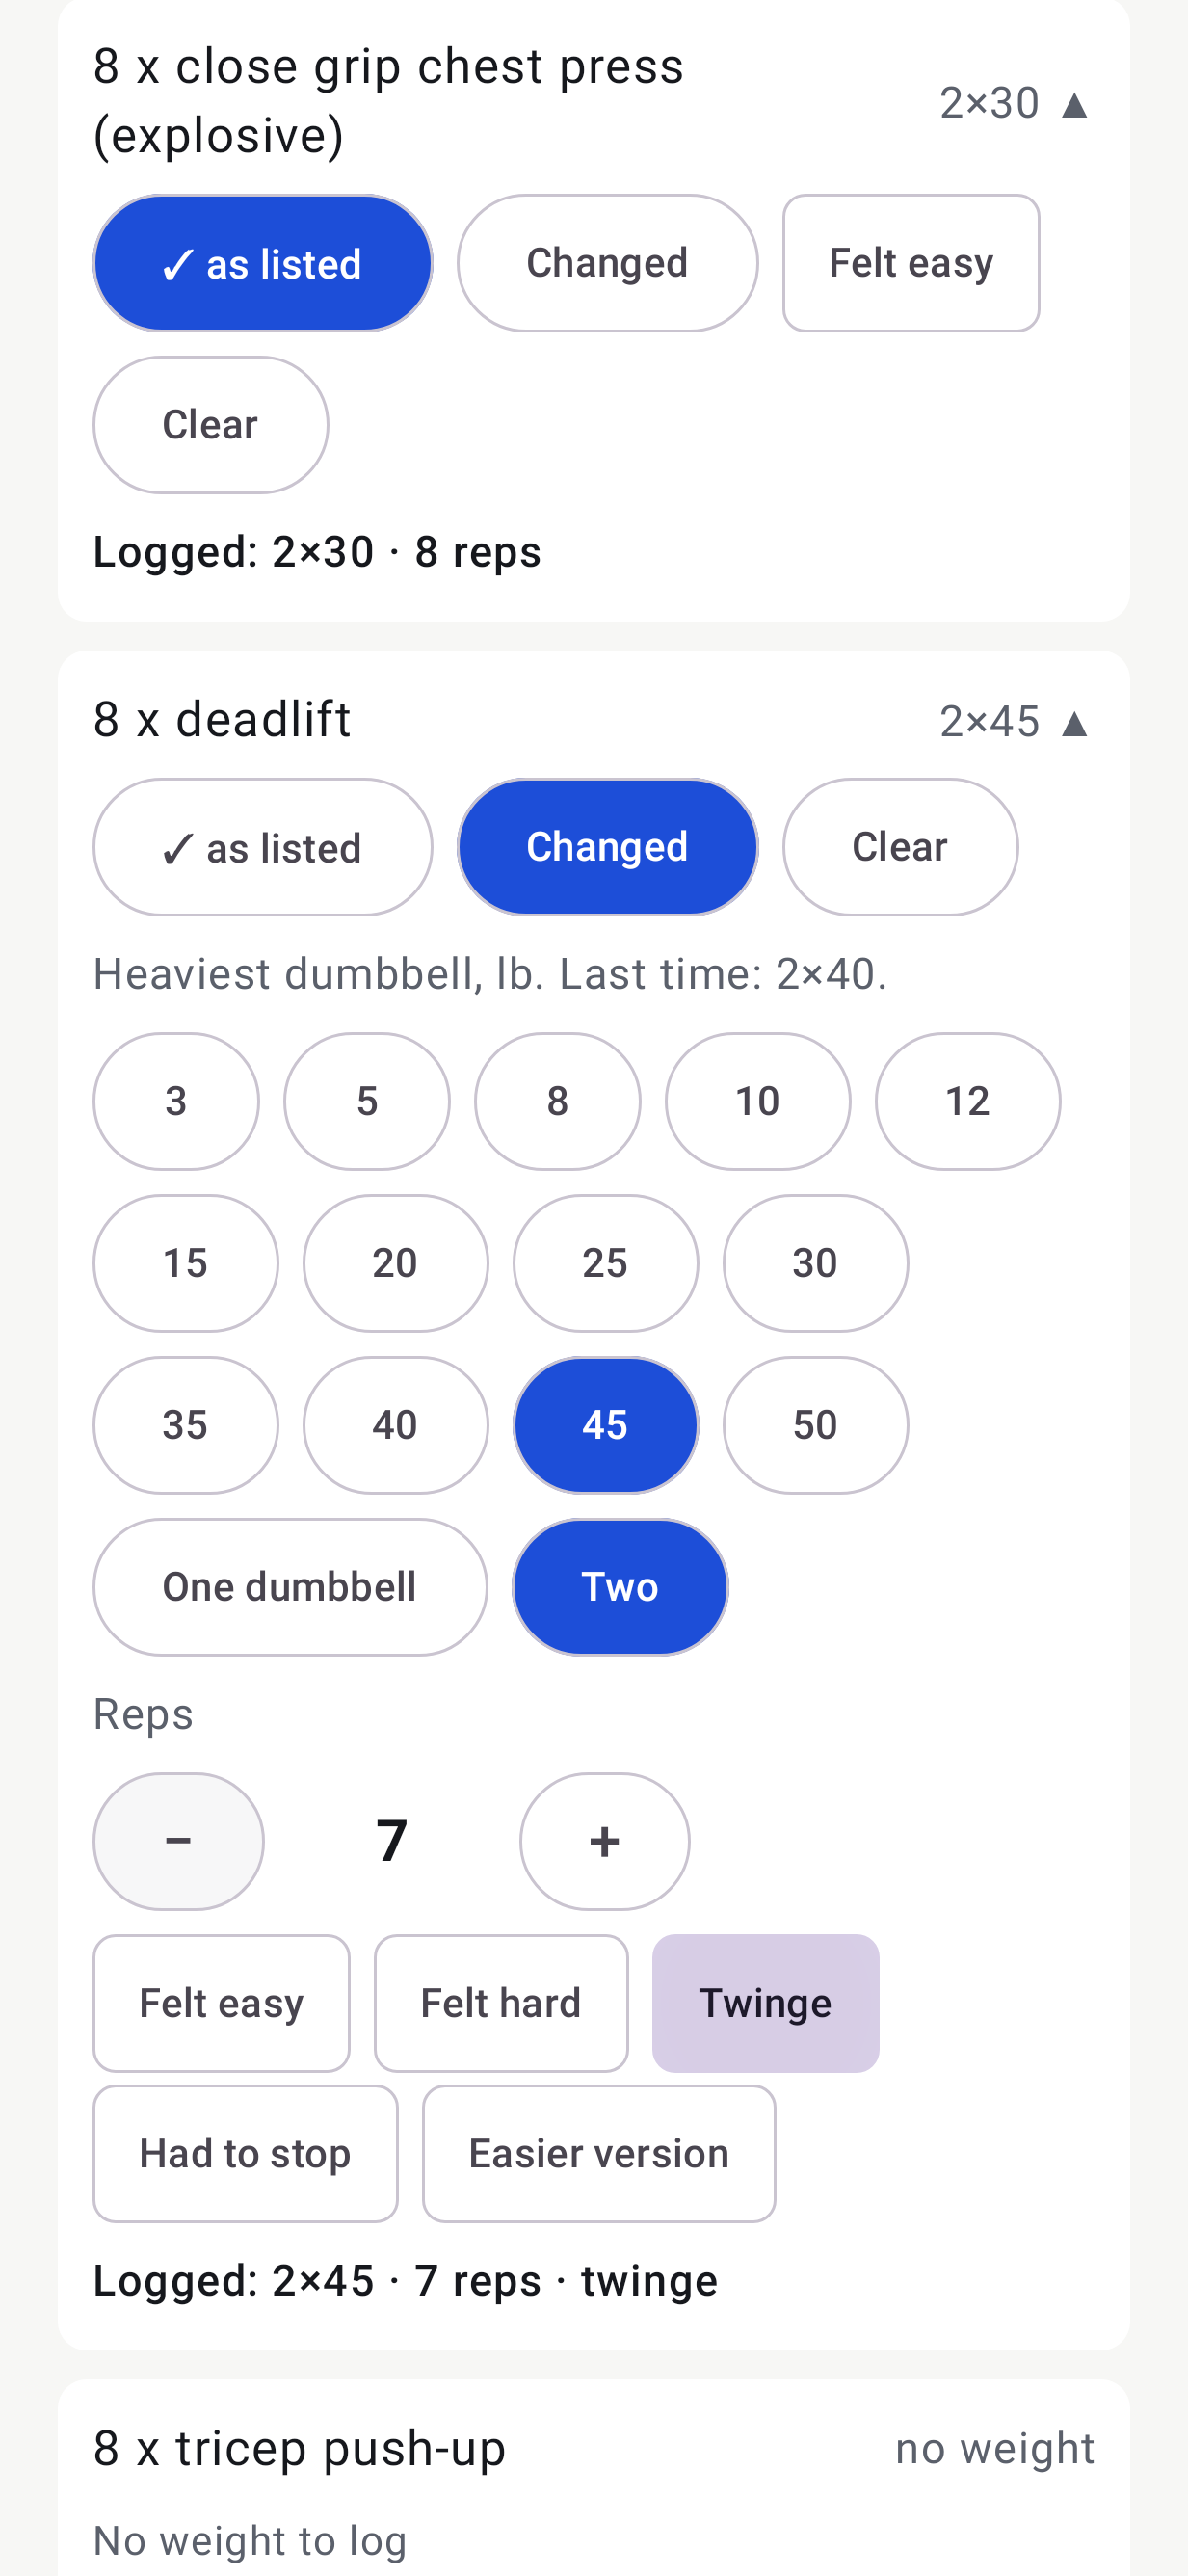 8 x close grip chest press
(explosive)
2×30 ▲
✓ as listed
Changed
Felt easy
Clear
Logged: 2×30 · 8 reps
8 x deadlift
2×45 ▲
✓ as listed
Changed
Clear
Heaviest dumbbell, lb. Last time: 2×40.
3
5
8
10
12
15
20
25
30
35
40
45
50
One dumbbell
Two
Reps
−
7
+
Felt easy
Felt hard
Twinge
Had to stop
Easier version
Logged: 2×45 · 7 reps · twinge
8 x tricep push-up
no weight
No weight to log